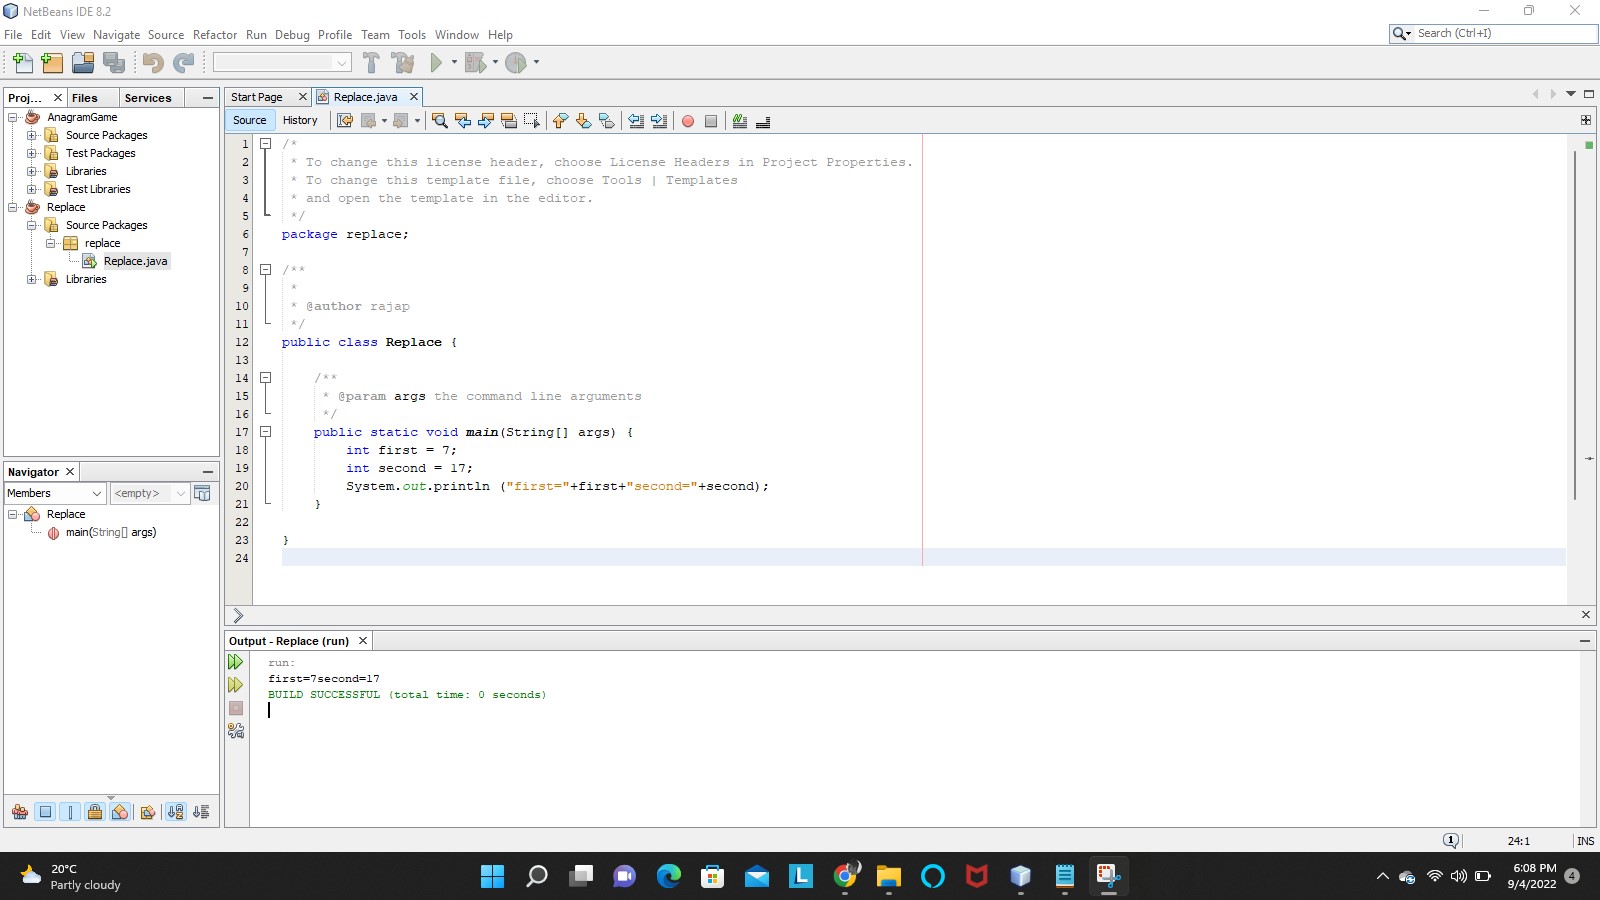 NetBeans IDE 8.2
File Edit View Navigate Source Refactor Run Debug Profile Team Tools Window Help
Search (Ctrl+I)
Proj... Files Services
AnagramGame
Source Packages
Test Packages
Libraries
Test Libraries
Replace
Source Packages
replace
Replace.java
Libraries
Navigator
Members <empty>
Replace
main(String[] args)
Start Page Replace.java
Source History
1 /*
2 * To change this license header, choose License Headers in Project Properties.
3 * To change this template file, choose Tools | Templates
4 * and open the template in the editor.
5 */
6 package replace;
7
8 /**
9 *
10 * @author rajap
11 */
12 public class Replace {
13
14 /**
15 * @param args the command line arguments
16 */
17 public static void main(String[] args) {
18 int first = 7;
19 int second = 17;
20 System.out.println ("first="+first+"second="+second);
21 }
22
23 }
24
Output - Replace (run)
run:
first=7second=17
BUILD SUCCESSFUL (total time: 0 seconds)
1 24:1 INS
20°C
Partly cloudy
L
6:08 PM
9/4/2022
4